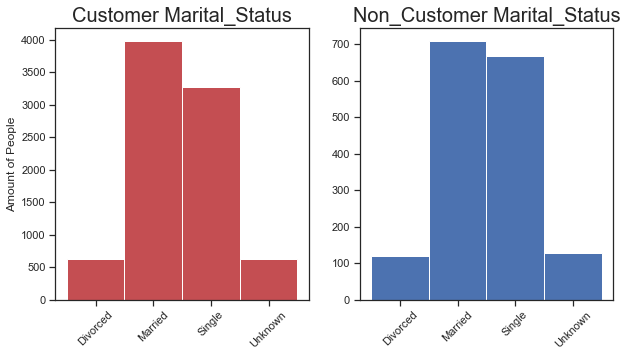 Customer Marital_Status
Amount of People
4000
3500
3000
2500
2000
1500
1000
500
0
Divorced
Married
Single
Unknown
Non_Customer Marital_Status
700
600
500
400
300
200
100
0
Divorced
Married
Single
Unknown